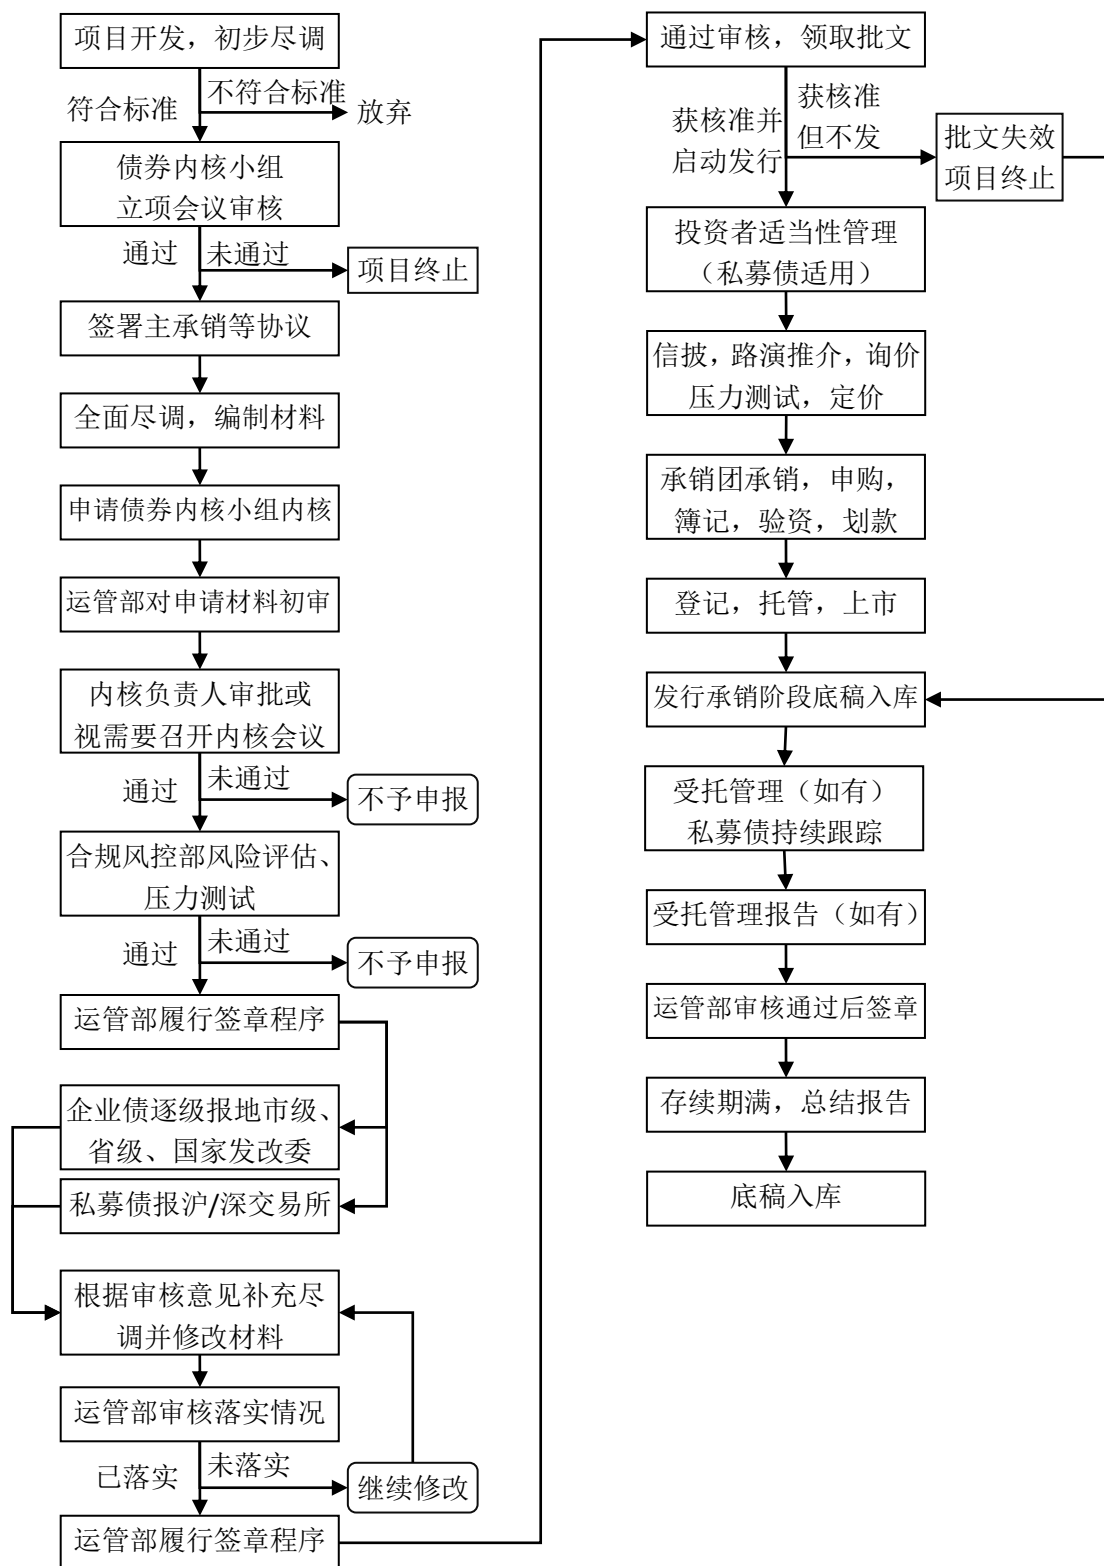 项目开发，初步尽调
符合标准
不符合标准
放弃
债券内核小组
立项会议审核
通过
未通过
项目终止
签署主承销等协议
全面尽调，编制材料
申请债券内核小组内核
运管部对申请材料初审
内核负责人审批或
视需要召开内核会议
通过
未通过
不予申报
合规风控部风险评估、
压力测试
通过
未通过
不予申报
运管部履行签章程序
企业债逐级报地市级、
省级、国家发改委
私募债报沪/深交易所
根据审核意见补充尽
调并修改材料
运管部审核落实情况
已落实
未落实
继续修改
运管部履行签章程序
通过审核，领取批文
获核准并
启动发行
获核准
但不发
批文失效
项目终止
投资者适当性管理
（私募债适用）
信披，路演推介，询价
压力测试，定价
承销团承销，申购，
簿记，验资，划款
登记，托管，上市
发行承销阶段底稿入库
受托管理（如有）
私募债持续跟踪
受托管理报告（如有）
运管部审核通过后签章
存续期满，总结报告
底稿入库